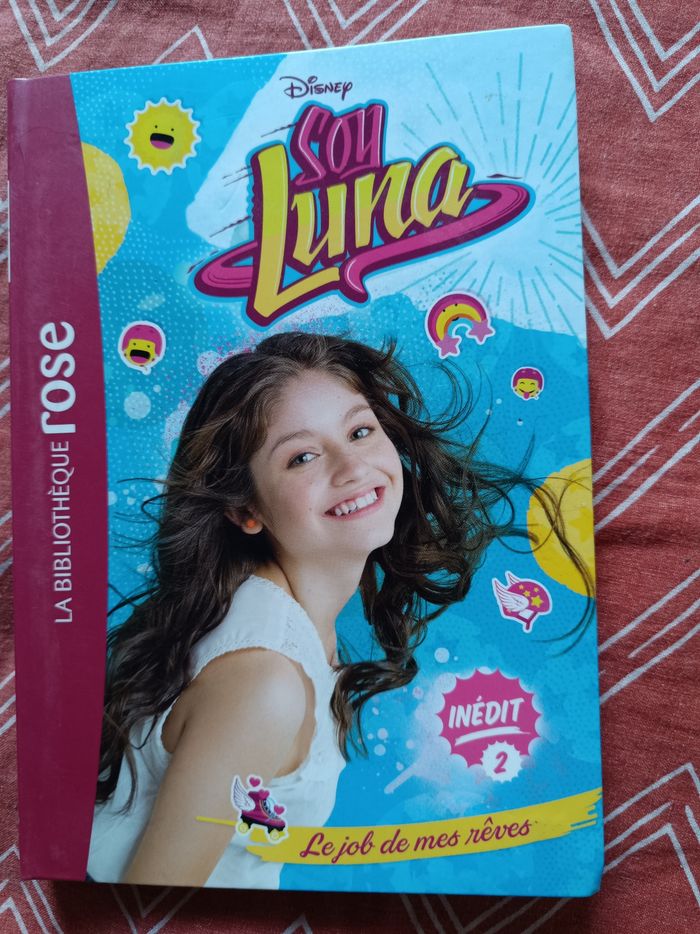 Disney
SOY
Luna
LA BIBLIOTHÈQUE rose
INÉDIT
2
Le job de mes rêves